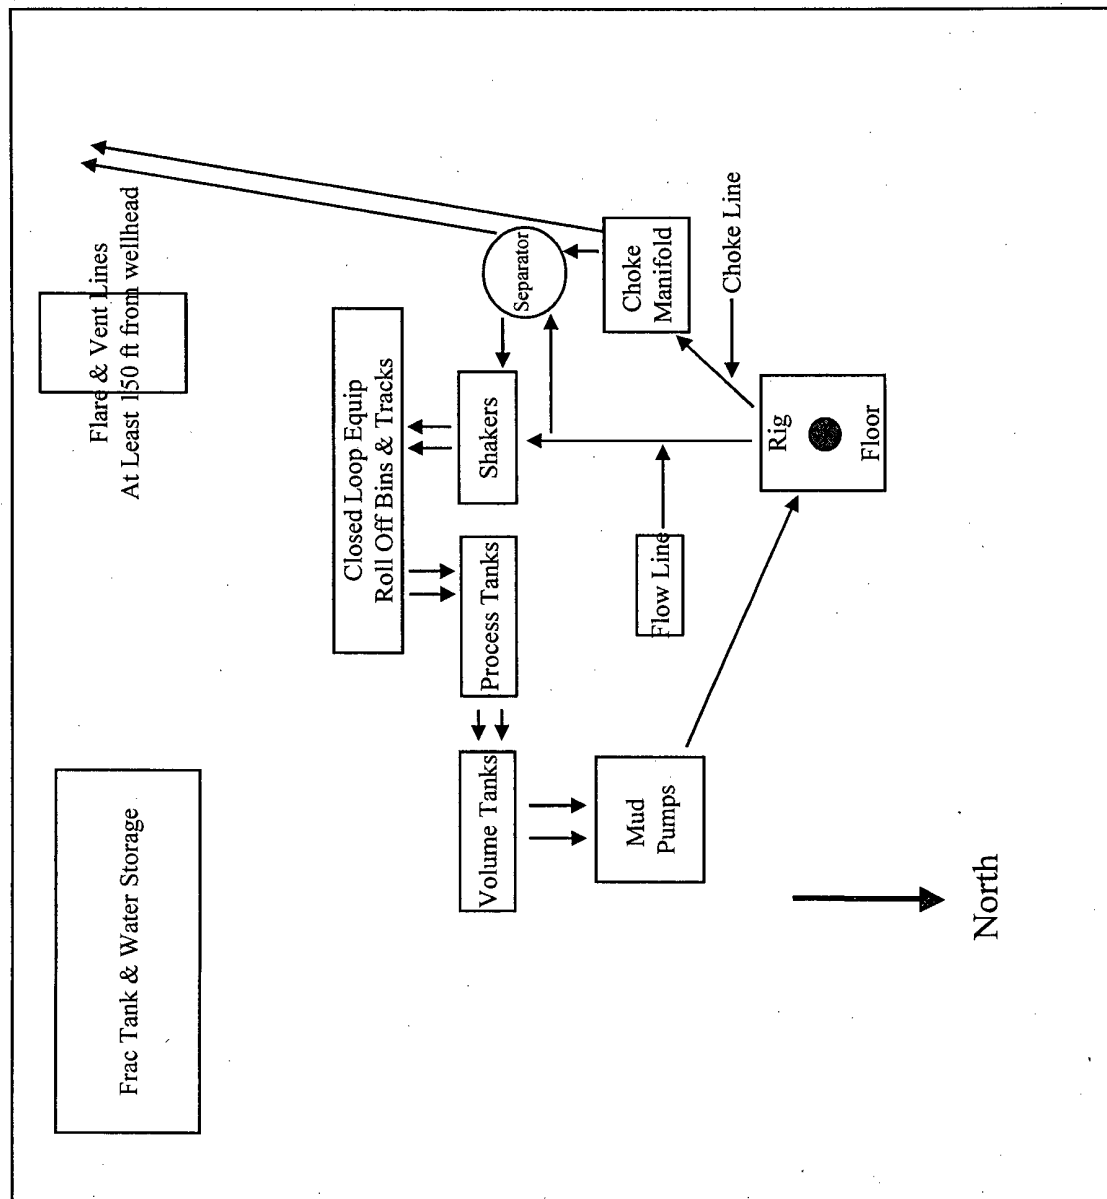 Frac Tank & Water Storage
Flare & Vent Lines
At Least 150 ft from wellhead
Closed Loop Equip
Roll Off Bins & Tracks
Volume Tanks
Process Tanks
Shakers
Separator
Mud
Pumps
Flow Line
Choke
Manifold
Choke Line
Rig
Floor
North